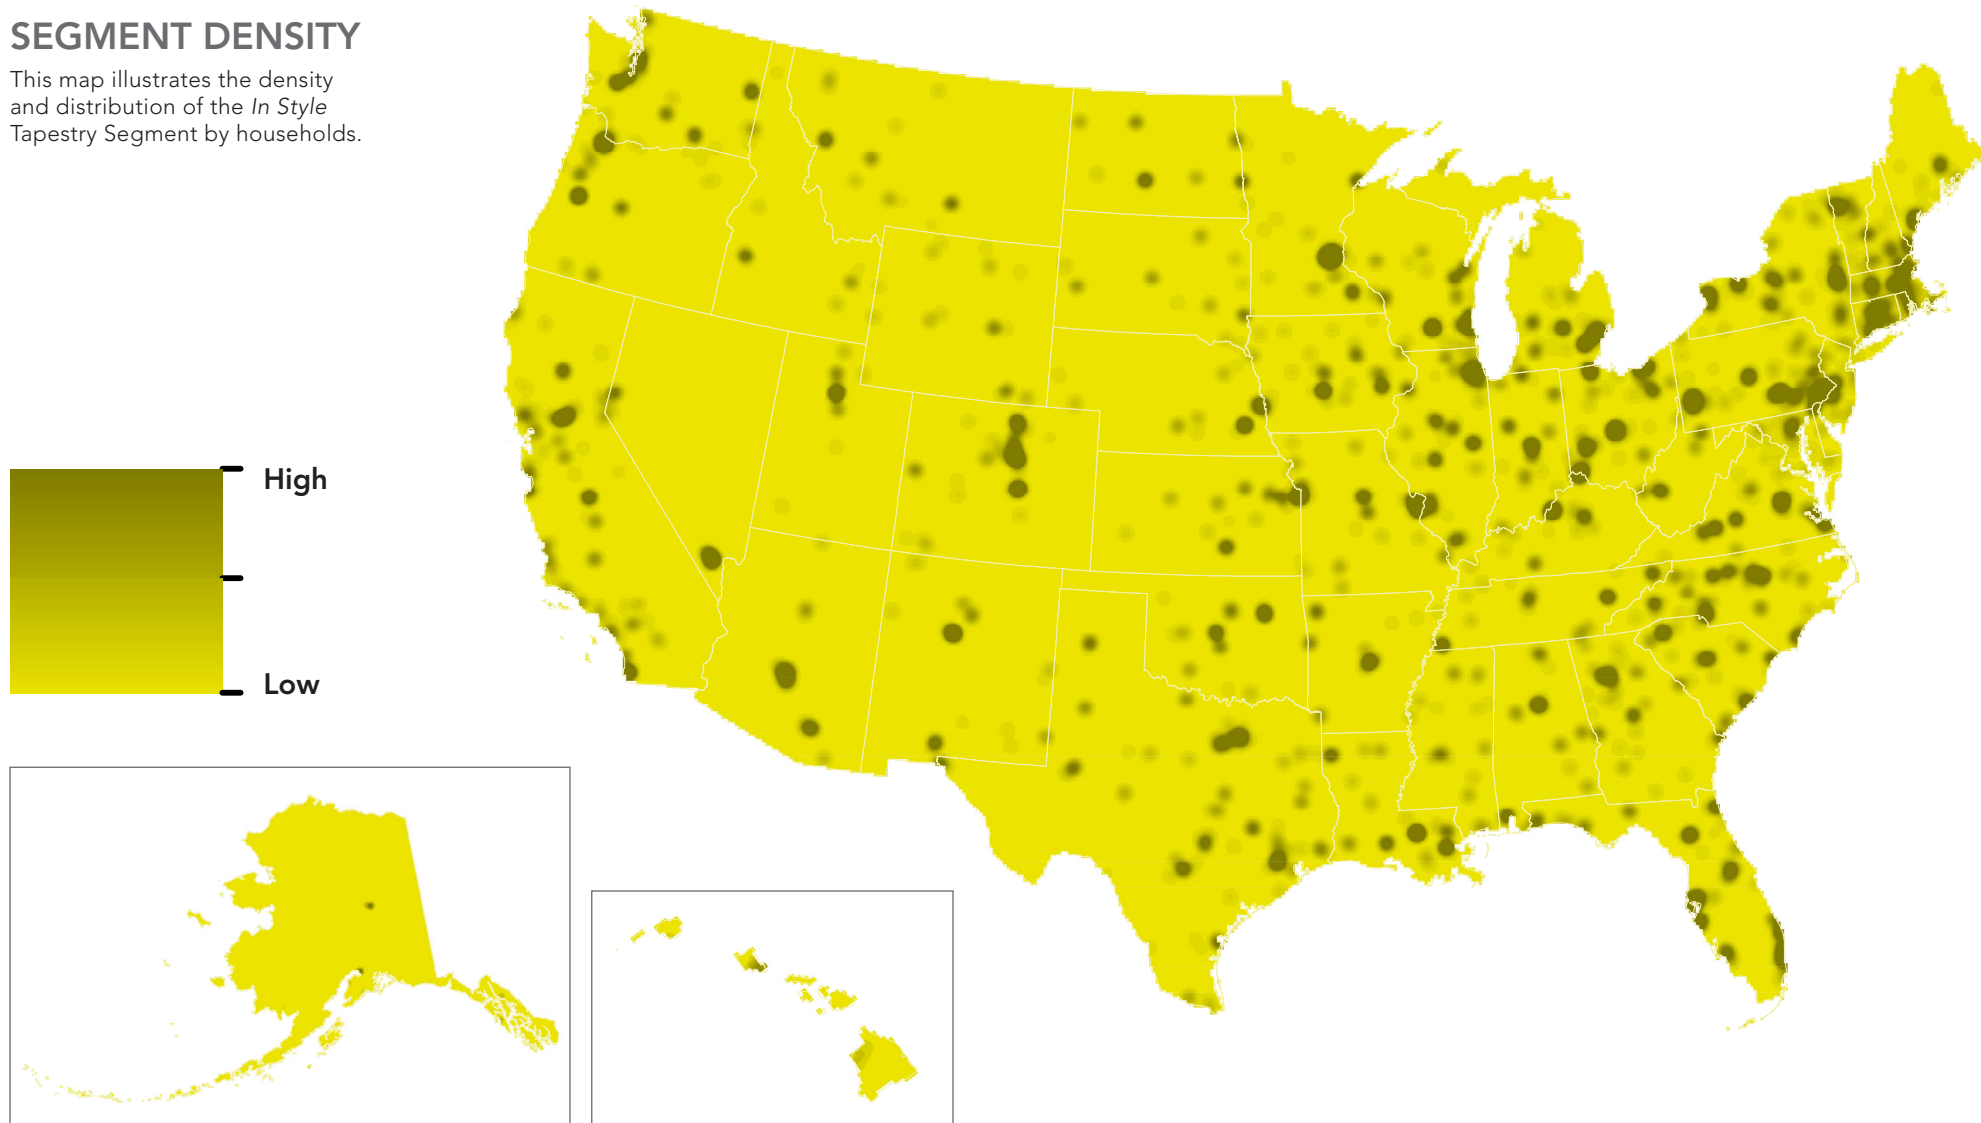 SEGMENT DENSITY
This map illustrates the density
and distribution of the In Style
Tapestry Segment by households.
High
Low